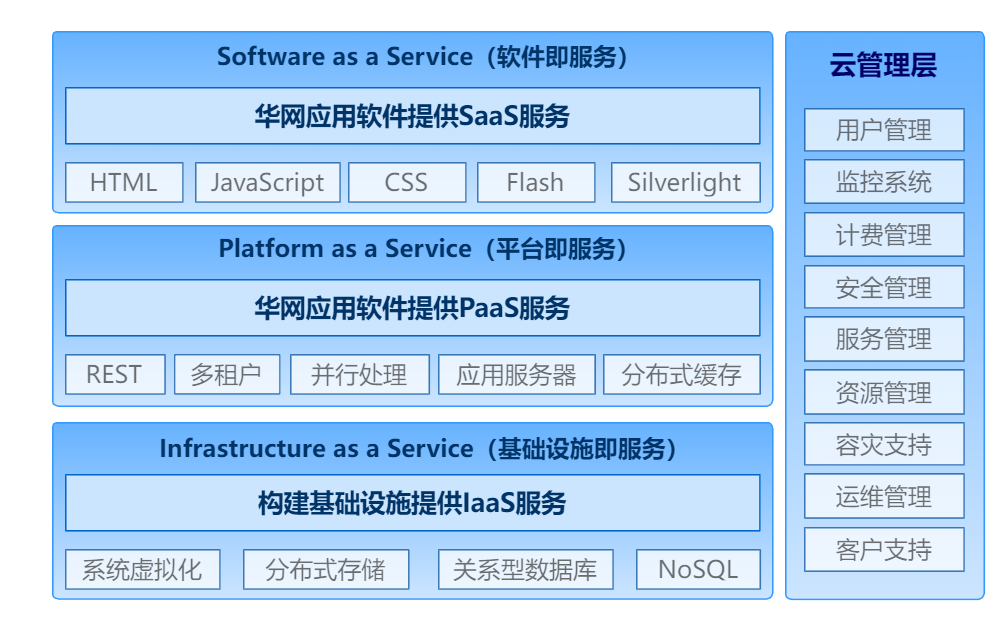 Software as a Service（软件即服务）
华网应用软件提供SaaS服务
HTML
JavaScript
CSS
Flash
Silverlight
Platform as a Service（平台即服务）
华网应用软件提供PaaS服务
REST
多租户
并行处理
应用服务器
分布式缓存
Infrastructure as a Service（基础设施即服务）
构建基础设施提供IaaS服务
系统虚拟化
分布式存储
关系型数据库
NoSQL
云管理层
用户管理
监控系统
计费管理
安全管理
服务管理
资源管理
容灾支持
运维管理
客户支持